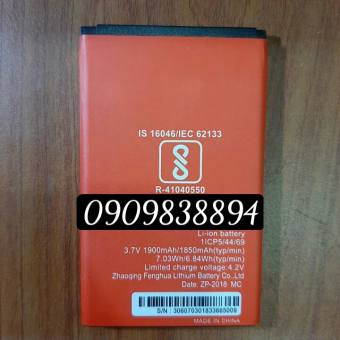 IS 16046/IEC 62133
R-41040550
0909838894
Li-ion battery
1ICP5/44/69
3.7V 1900mAh/1850mAh(typ/min)
7.03Wh/6.84Wh(typ/min)
Limited charge voltage:4.2V
Zhaoqing Fenghua Lithium Battery Co.,Ltd
Date: ZP-2018 MC
S/N : 306070301833665009
MADE IN CHINA